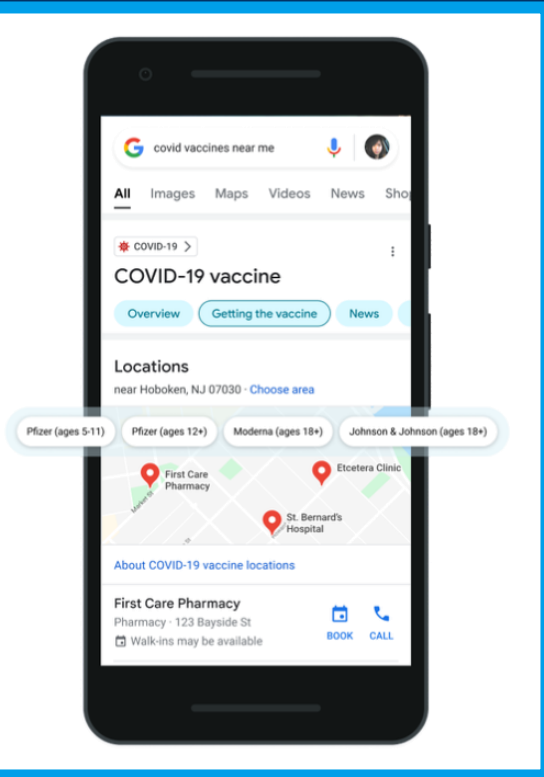 covid vaccines near me
All Images Maps Videos News
COVID-19
COVID-19 vaccine
Overview Getting the vaccine News
Locations
near Hoboken, NJ 07030 · Choose area
Pfizer (ages 5-11) Pfizer (ages 12+) Moderna (ages 18+) Johnson & Johnson (ages 18+)
First Care
Pharmacy
Etcetera Clinic
Market St
St. Bernard's
Hospital
About COVID-19 vaccine locations
First Care Pharmacy
Pharmacy · 123 Bayside St
Walk-ins may be available
BOOK CALL